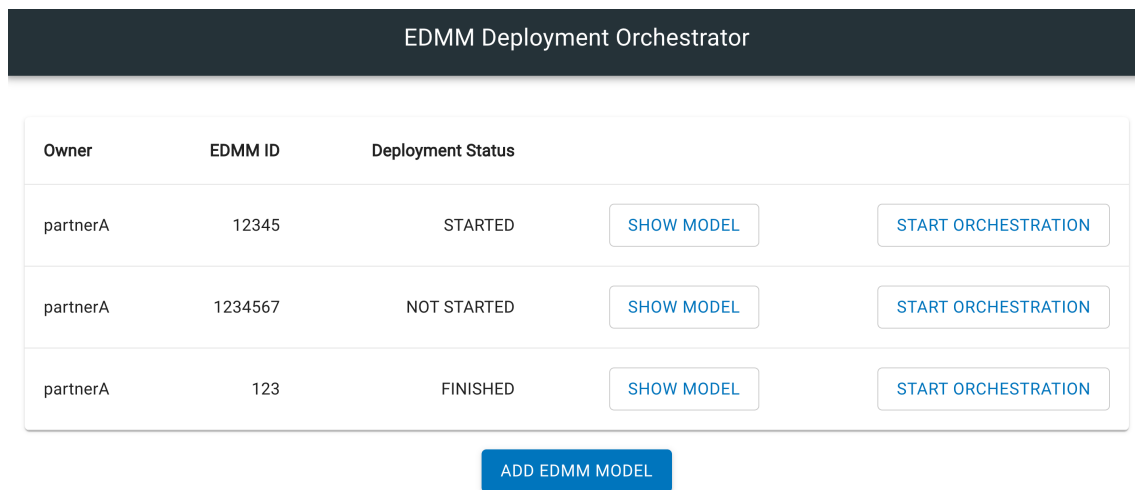 EDMM Deployment Orchestrator
Owner EDMM ID Deployment Status
partnerA 12345 STARTED SHOW MODEL START ORCHESTRATION
partnerA 1234567 NOT STARTED SHOW MODEL START ORCHESTRATION
partnerA 123 FINISHED SHOW MODEL START ORCHESTRATION
ADD EDMM MODEL